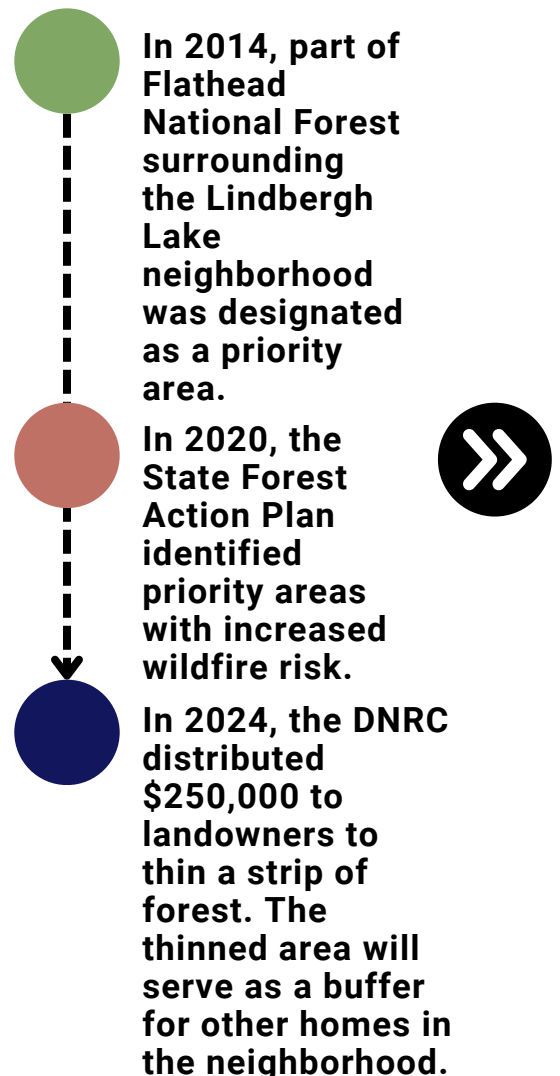 In 2014, part of
Flathead
National Forest
surrounding
the Lindbergh
Lake
neighborhood
was designated
as a priority
area.
In 2020, the
State Forest
Action Plan
identified
priority areas
with increased
wildfire risk.
In 2024, the DNRC
distributed
$250,000 to
landowners to
thin a strip of
forest. The
thinned area will
serve as a buffer
for other homes in
the neighborhood.